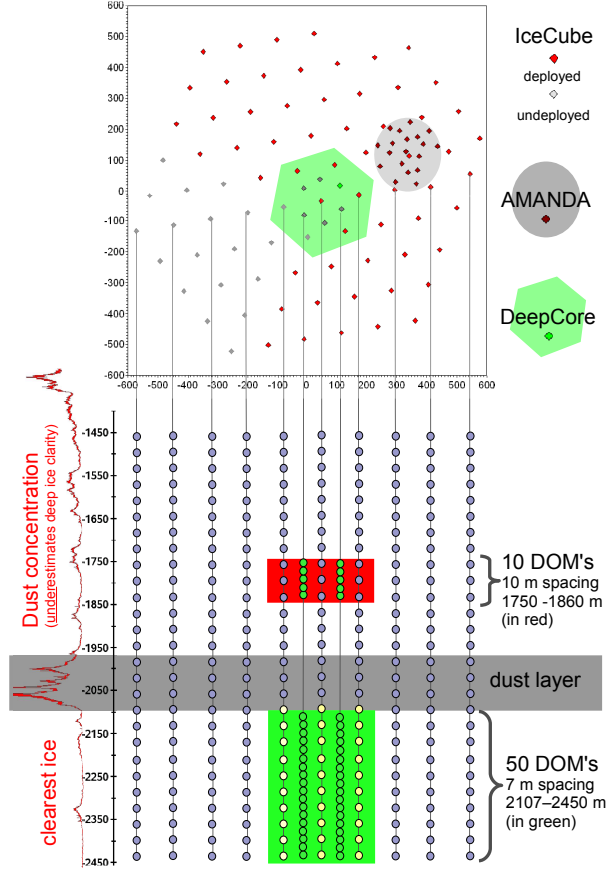 600
500
400
300
200
100
0
-100
-200
-300
-400
-500
-600
-600 -500 -400 -300 -200 -100 0 100 200 300 400 500 600
IceCube
deployed
undeployed
AMANDA
DeepCore
Dust concentration
(underestimates deep ice clarity)
clearest ice
-1450
-1550
-1650
-1750
-1850
-1950
-2050
-2150
-2250
-2350
-2450
10 DOM's
10 m spacing
1750 -1860 m
(in red)
dust layer
50 DOM's
7 m spacing
2107–2450 m
(in green)